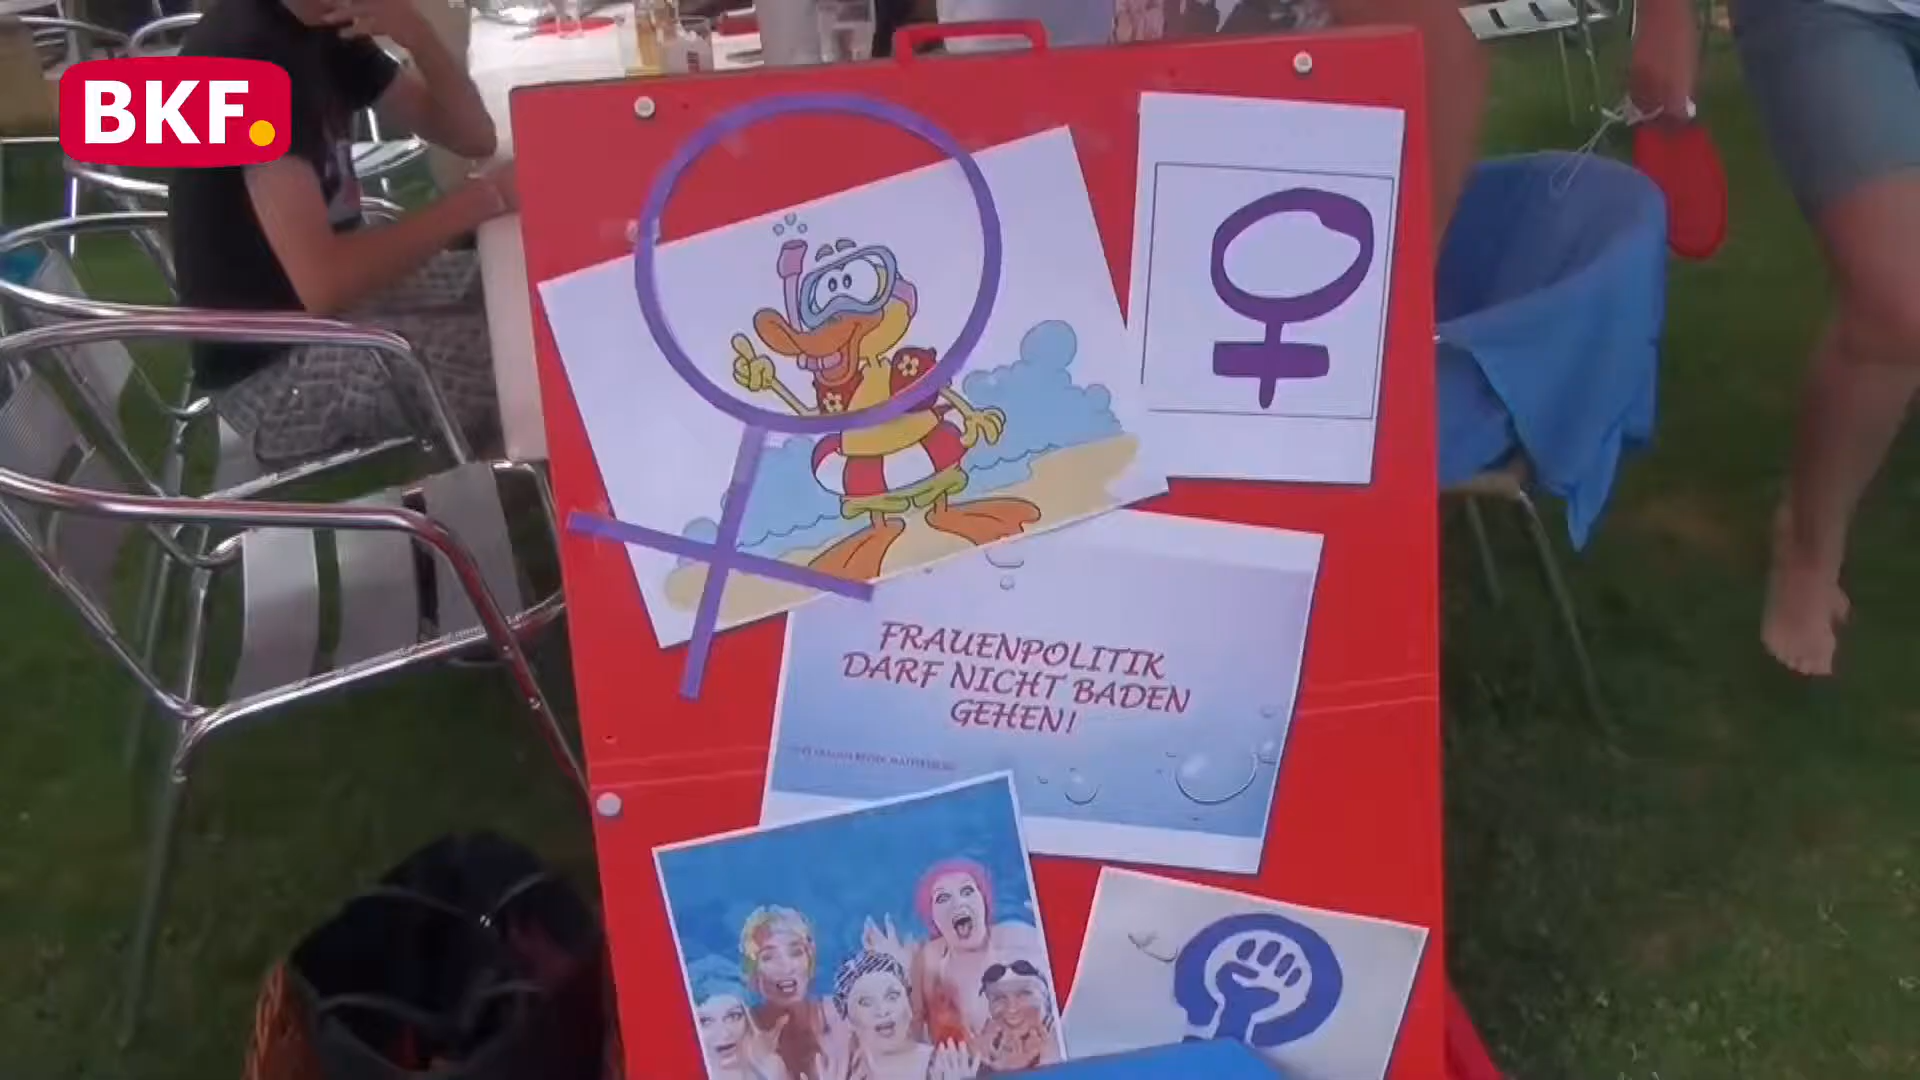 BKF.
FRAUENPOLITIK
DARF NICHT BADEN
GEHEN!